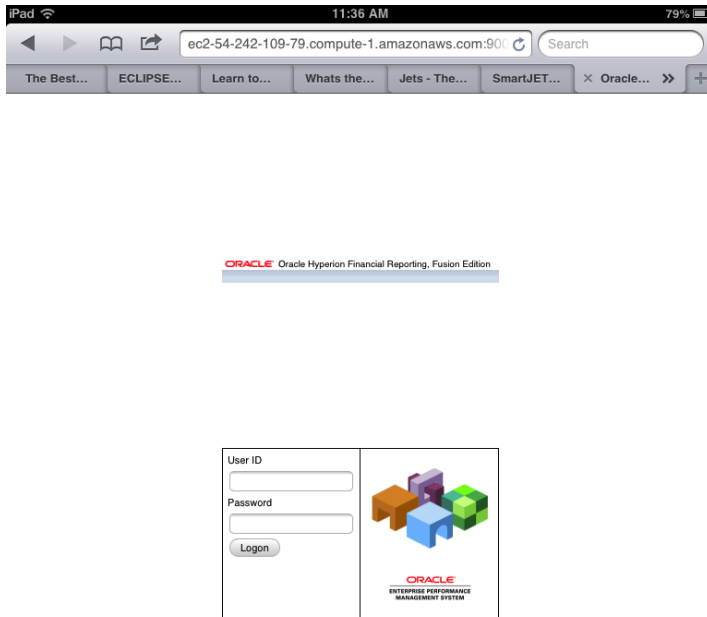 iPad 11:36 AM 79%
ec2-54-242-109-79.compute-1.amazonaws.com:900 Search
The Best... ECLIPSE... Learn to... Whats the... Jets - The... SmartJET... Oracle...
ORACLE Oracle Hyperion Financial Reporting, Fusion Edition
User ID
Password
Logon
ORACLE
ENTERPRISE PERFORMANCE
MANAGEMENT SYSTEM